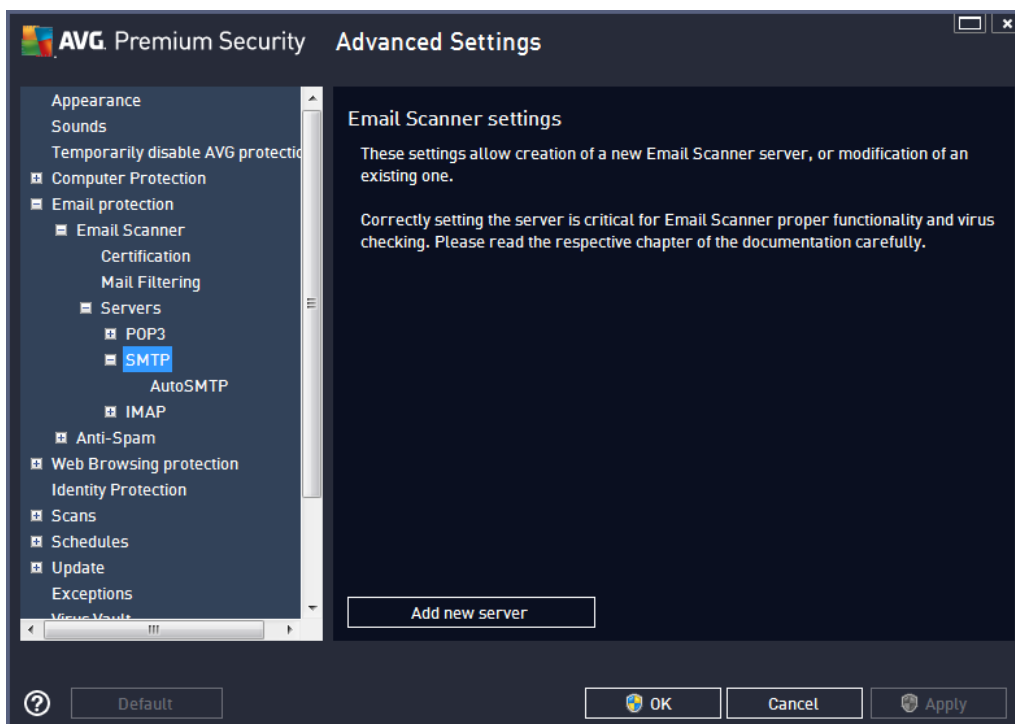 AVG. Premium Security
Advanced Settings
Appearance
Sounds
Temporarily disable AVG protectic
Computer Protection
Email protection
Email Scanner
Certification
Mail Filtering
Servers
POP3
SMTP
AutoSMTP
IMAP
Anti-Spam
Web Browsing protection
Identity Protection
Scans
Schedules
Update
Exceptions
Virus Vault
Email Scanner settings
These settings allow creation of a new Email Scanner server, or modification of an
existing one.
Correctly setting the server is critical for Email Scanner proper functionality and virus
checking. Please read the respective chapter of the documentation carefully.
Add new server
Default
OK
Cancel
Apply